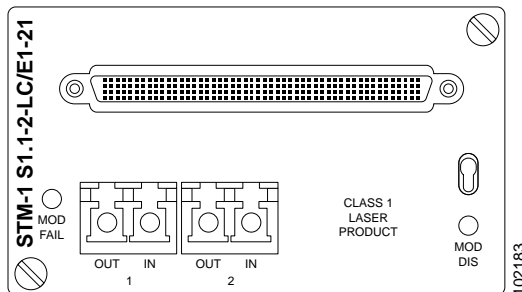 STM-1 S1.1-2-LC/E1-21
MOD
FAIL
OUT IN
1
OUT IN
2
CLASS 1
LASER
PRODUCT
MOD
DIS
102183